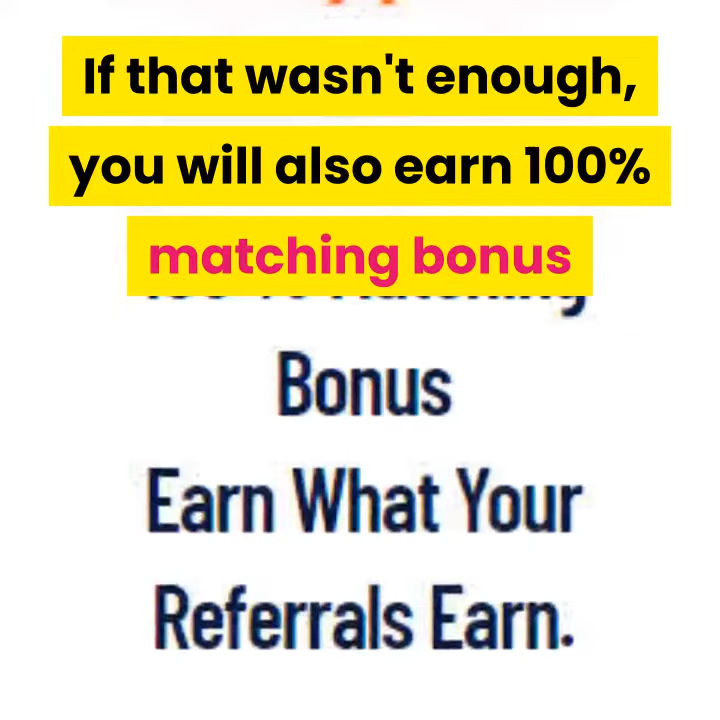 If that wasn't enough,
you will also earn 100%
matching bonus
Bonus
Earn What Your
Referrals Earn.